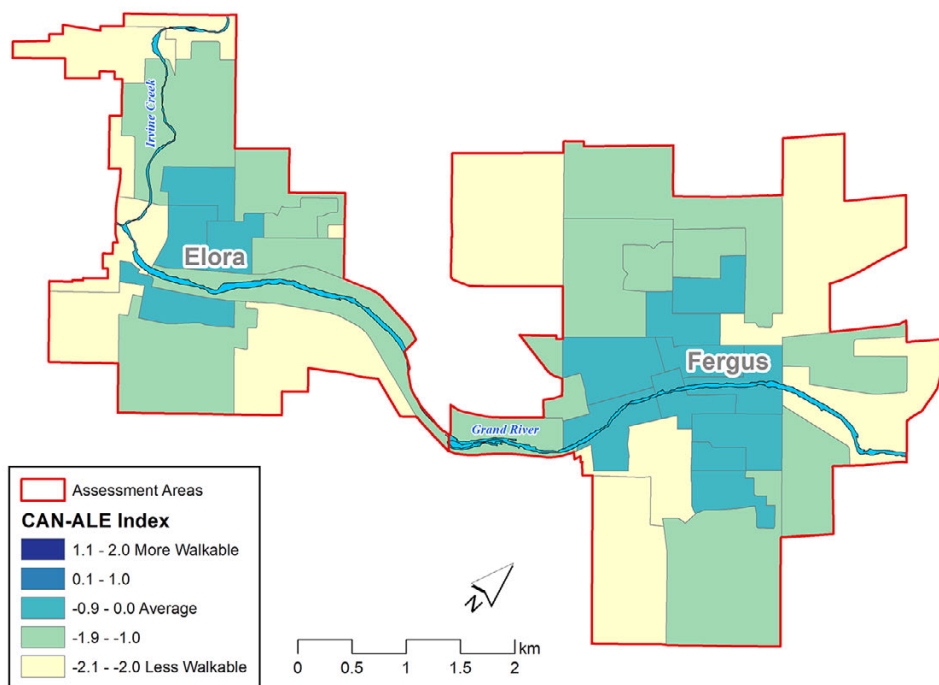 Irvine Creek
Elora
Fergus
Grand River
Assessment Areas
CAN-ALE Index
1.1 - 2.0 More Walkable
0.1 - 1.0
-0.9 - 0.0 Average
-1.9 - -1.0
-2.1 - -2.0 Less Walkable
N
km
0 0.5 1 1.5 2